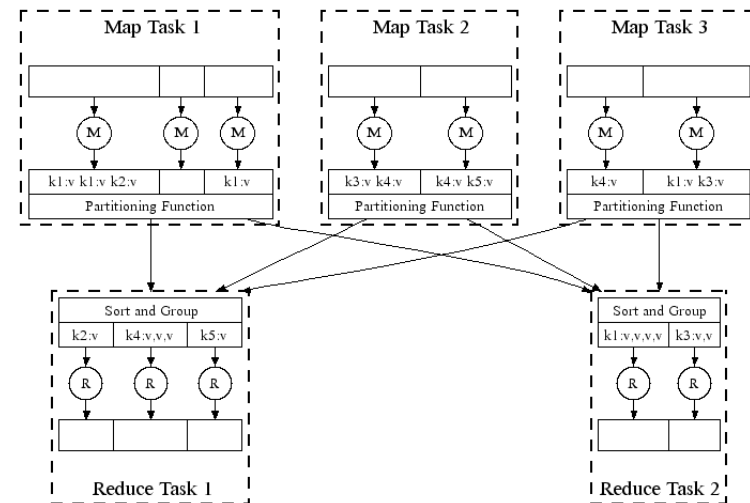 Map Task 1 Map Task 2 Map Task 3
M M M M M M M
k1:v k1:v k2:v k1:v k3:v k4:v k4:v k5:v k4:v k1:v k3:v
Partitioning Function Partitioning Function Partitioning Function
Sort and Group Sort and Group
k2:v k4:v,v,v k5:v k1:v,v,v,v k3:v,v
R R R R R
Reduce Task 1 Reduce Task 2